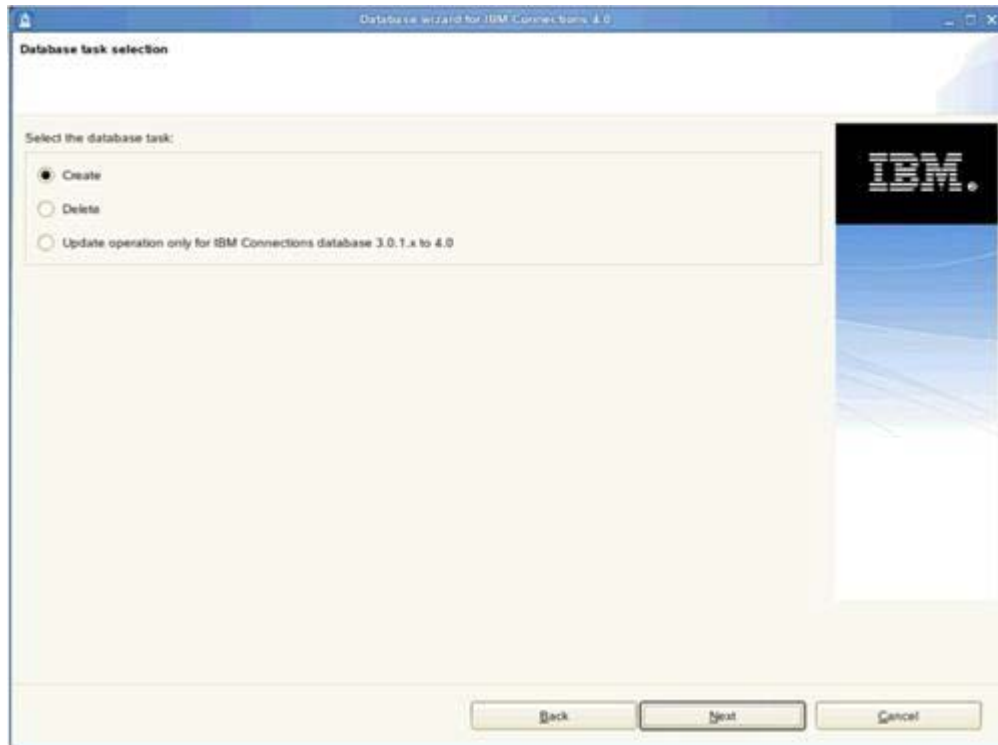 Database wizard for IBM Connections 4.0
Database task selection
Select the database task:
Create
Delete
Update operation only for IBM Connections database 3.0.1.x to 4.0
IBM®
Back
Next
Cancel